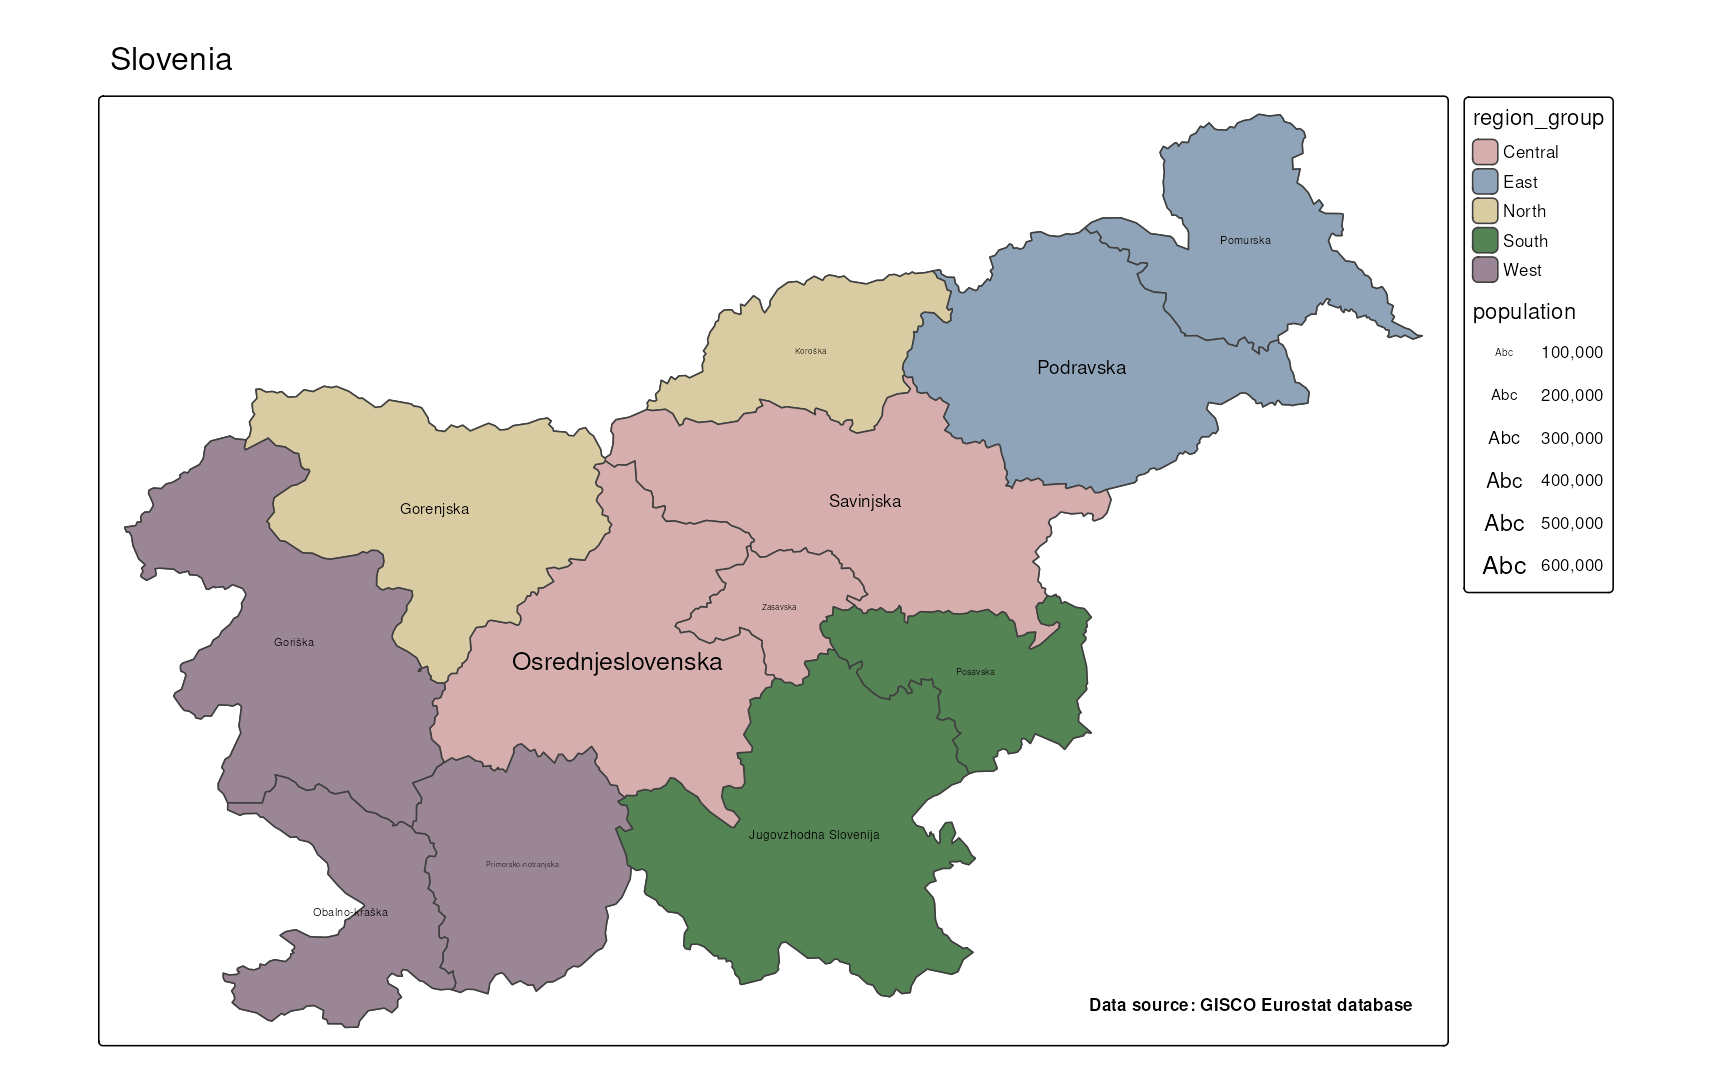 Slovenia
region_group
Central
East
North
South
West
population
Abc 100,000
Abc 200,000
Abc 300,000
Abc 400,000
Abc 500,000
Abc 600,000
Pomurska
Koroška
Podravska
Savinjska
Gorenjska
Zasavska
Goriška
Osrednjeslovenska
Posavska
Jugovzhodna Slovenija
Primorsko-notranjska
Obalno-kraška
Data source: GISCO Eurostat database